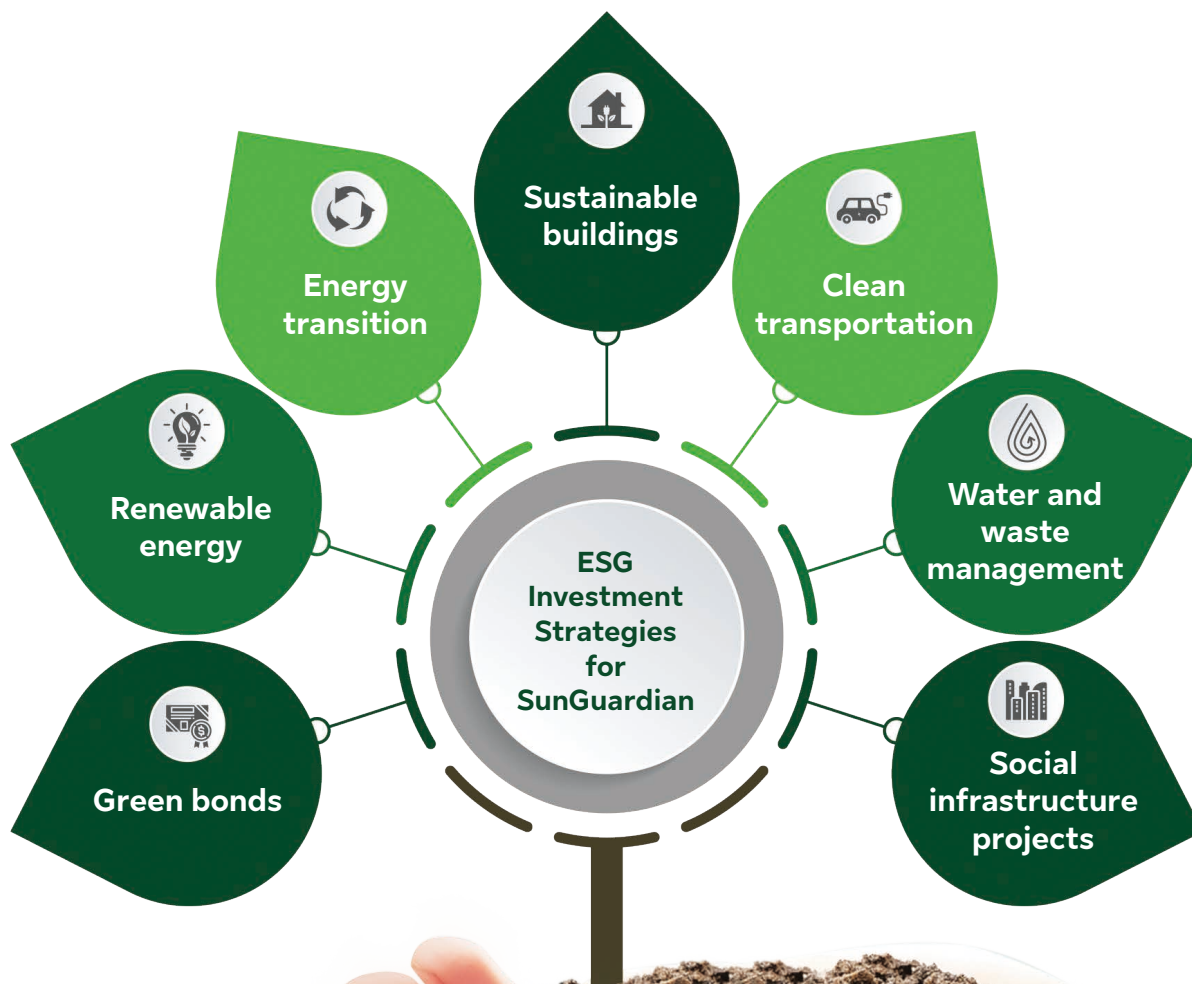 Sustainable
buildings
Energy
transition
Clean
transportation
Renewable
energy
Water and
waste
management
ESG
Investment
Strategies
for
SunGuardian
Green bonds
Social
infrastructure
projects
$